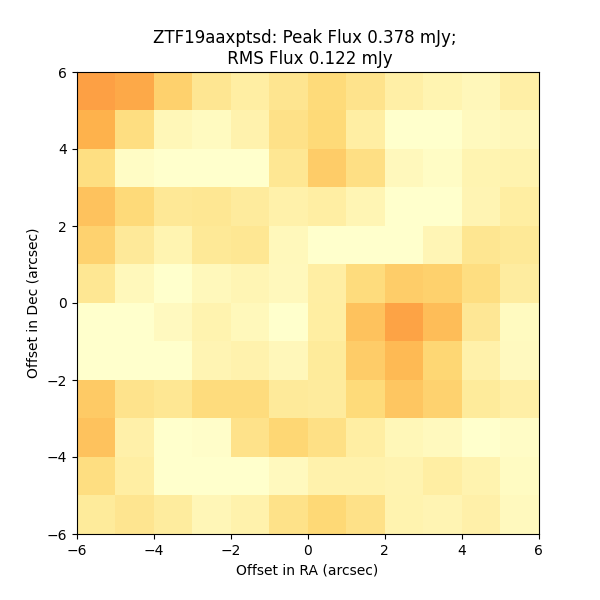 ZTF19aaxptsd: Peak Flux 0.378 mJy;
RMS Flux 0.122 mJy
6
4
2
0
−2
−4
−6
Offset in Dec (arcsec)
−6 −4 −2 0 2 4 6
Offset in RA (arcsec)